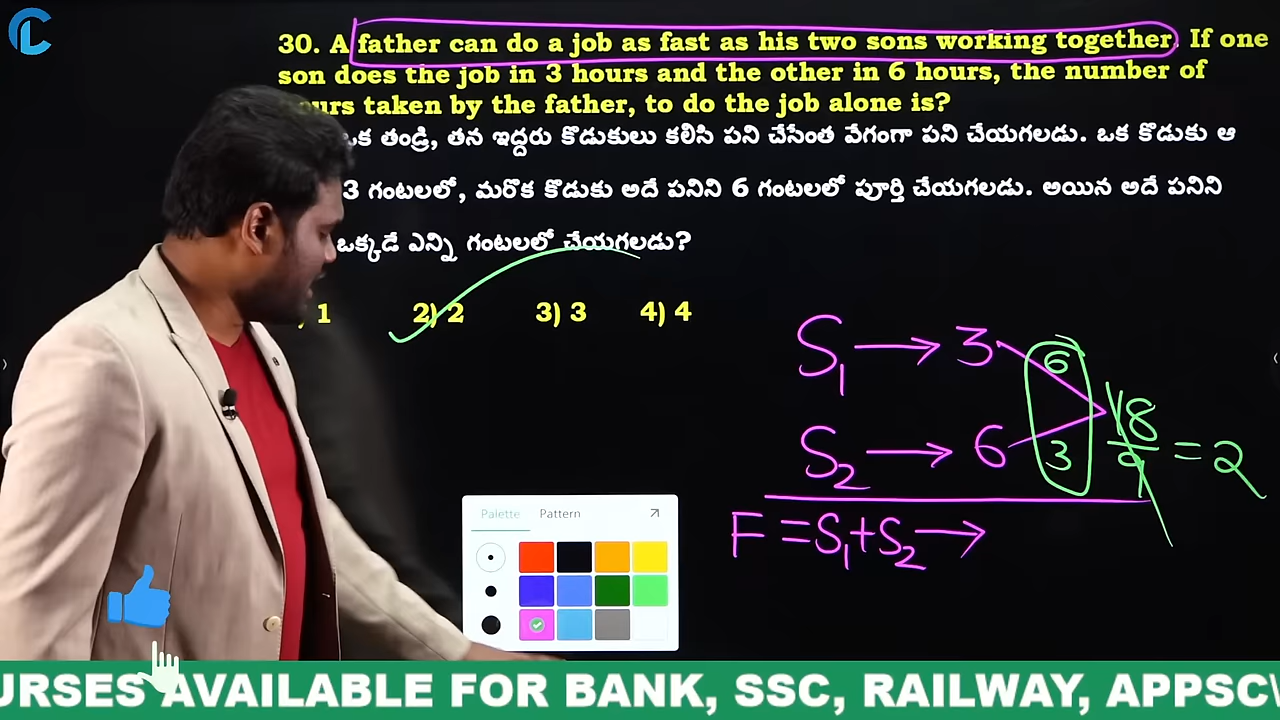 30. A father can do a job as fast as his two sons working together. If one
son does the job in 3 hours and the other in 6 hours, the number of
taken by the father, to do the job alone is?
తండ్రి, తన ఇద్దరు కొడుకులు కలిసి పని చేసేంత వేగంగా పని చేయగలడు. ఒక కొడుకు ఆ
3 గంటలలో, మరొక కొడుకు అదే పనిని 6 గంటలలో పూర్తి చేయగలడు. అయిన అదే పనిని
ఒక్కడే ఎన్ని గంటలలో చేయగలడు?
) 1 2) 2 3) 3 4) 4
S1 → 3 6
18/9 = 2
S2 → 6 3
F = S1 + S2 →
Palette Pattern
AVAILABLE FOR BANK, SSC, RAILWAY,